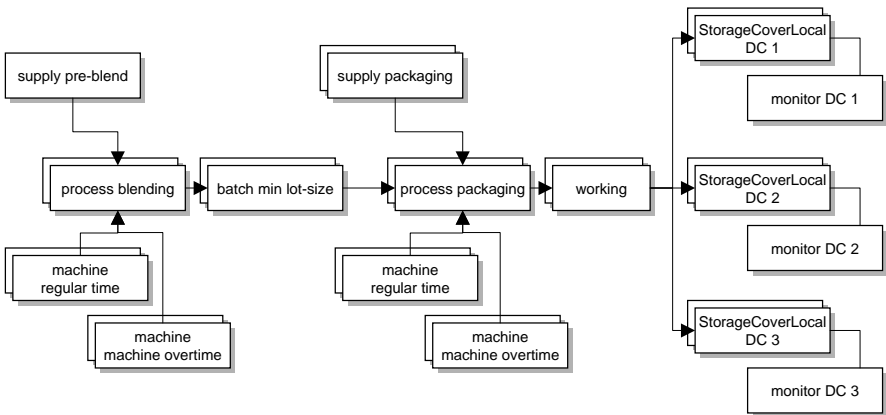 StorageCoverLocal
DC 1
supply pre-blend
supply packaging
monitor DC 1
process blending
batch min lot-size
process packaging
working
StorageCoverLocal
DC 2
machine
regular time
machine
regular time
monitor DC 2
machine
machine overtime
machine
machine overtime
StorageCoverLocal
DC 3
monitor DC 3